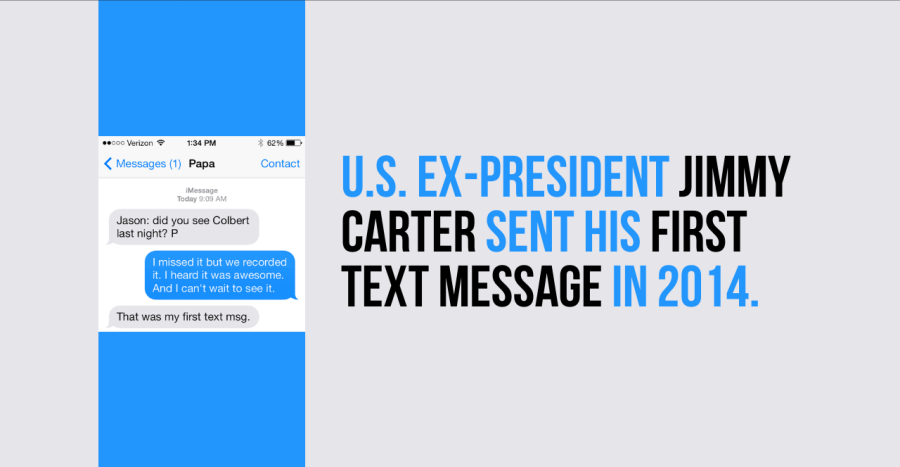 Verizon 1:34 PM 62%
Messages (1) Papa Contact
iMessage
Today 9:09 AM
Jason: did you see Colbert
last night? P
I missed it but we recorded
it. I heard it was awesome.
And I can't wait to see it.
That was my first text msg.
U.S. EX-PRESIDENT JIMMY
CARTER SENT HIS FIRST
TEXT MESSAGE IN 2014.